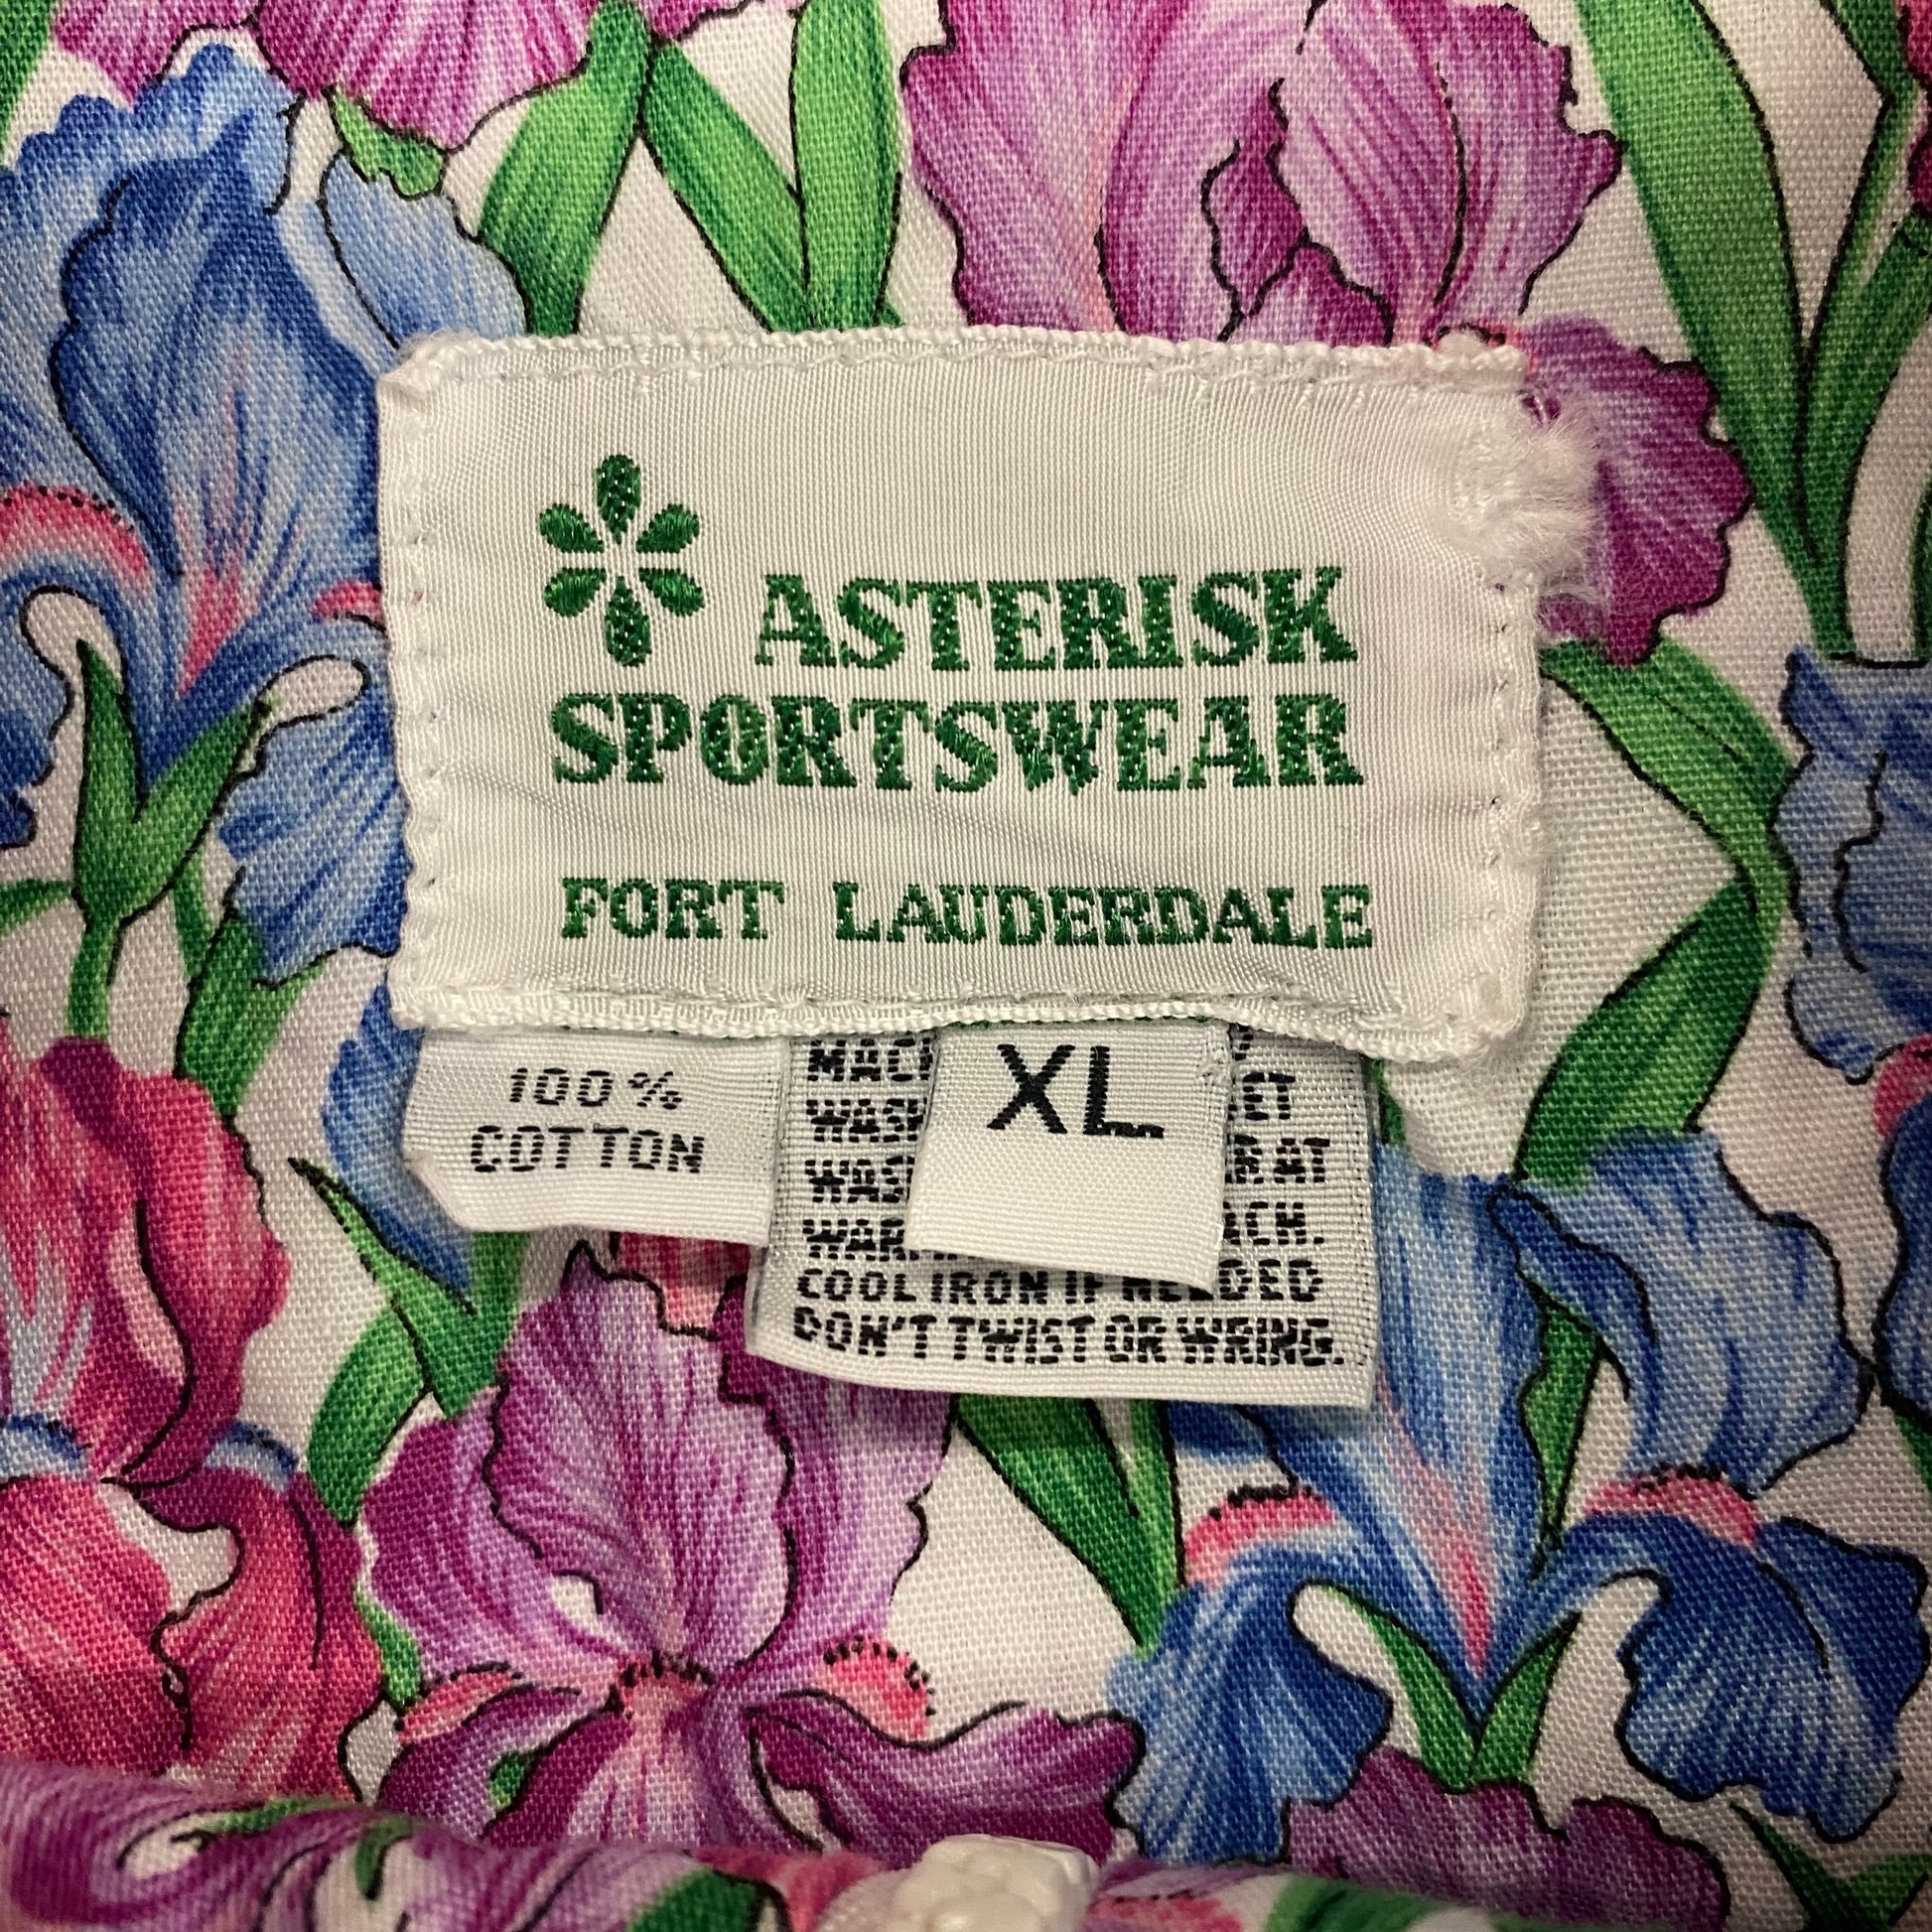 ASTERISK
SPORTSWEAR
FORT LAUDERDALE
100%
COTTON
XL
COOL IRON IF NEEDED
DON'T TWIST OR WRING.